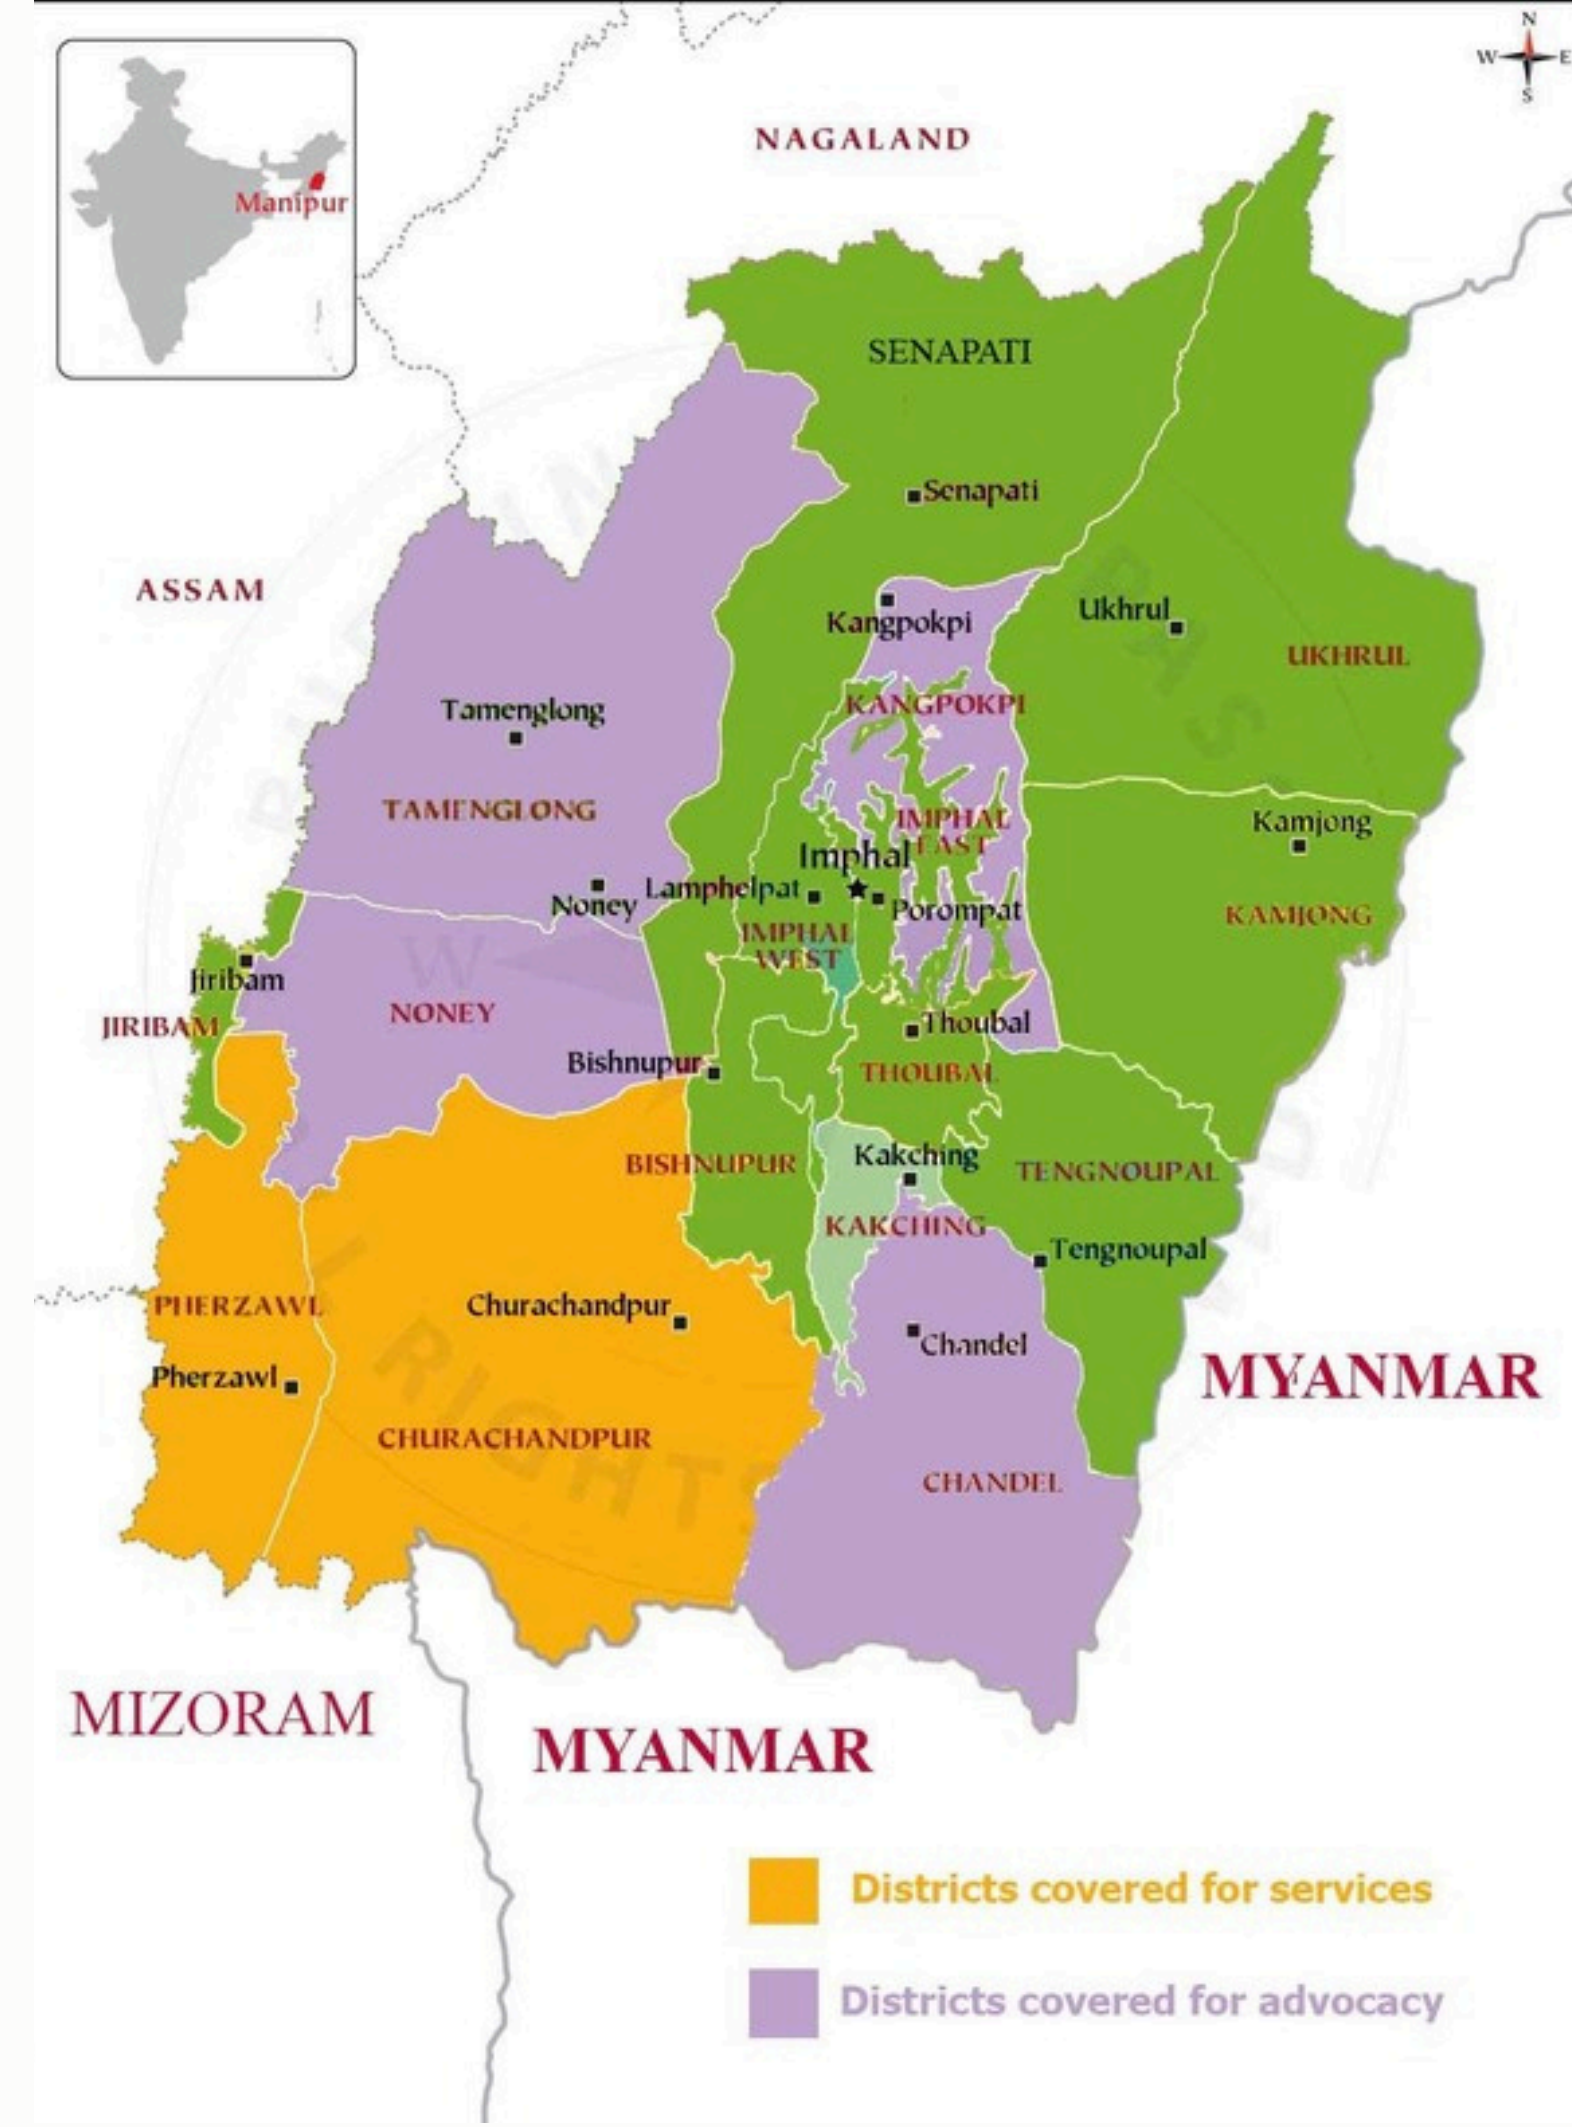 N
W E
S
NAGALAND
Manipur
SENAPATI
Senapati
ASSAM
Kangpokpi
Ukhrul
UKHRUL
KANGPOKPI
Tamenglong
TAMENGLONG
IMPHAL
EAST
Kamjong
Imphal
Lamphelpat
Noney
Porompat
KAMJONG
IMPHAL
WEST
Jiribam
NONEY
JIRIBAM
Thoubal
Bishnupur
THOUBAL
Kakching
BISHNUPUR
TENGNOUPAL
KAKCHING
Tengnoupal
PHERZAWL
Churachandpur
Chandel
Pherzawl
MYANMAR
CHURACHANDPUR
CHANDEL
MIZORAM
MYANMAR
Districts covered for services
Districts covered for advocacy
W
RIGHTS